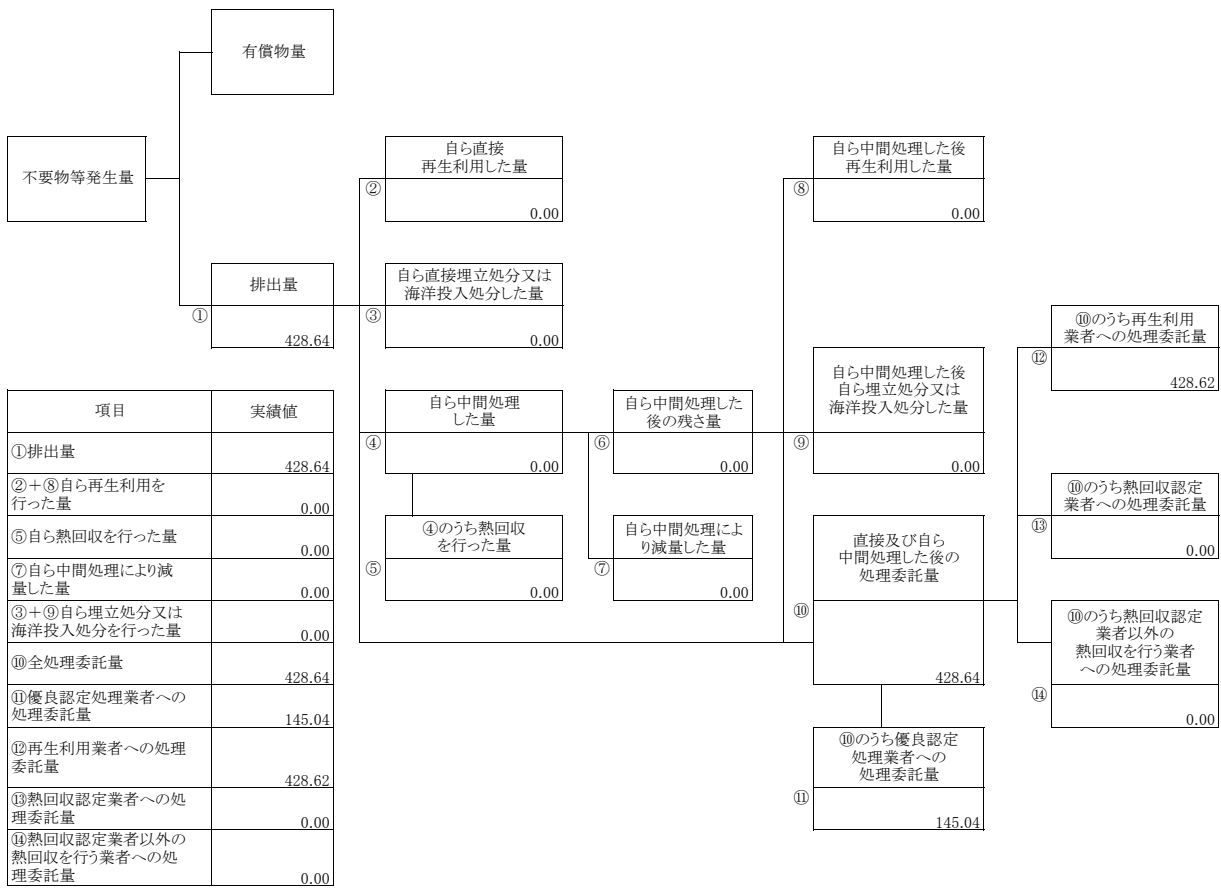 有償物量
不要物等発生量
自ら直接
再生利用した量
②
0.00
自ら中間処理した後
再生利用した量
⑧
0.00
排出量
①
428.64
自ら直接埋立処分又は
海洋投入処分した量
③
0.00
⑩のうち再生利用
業者への処理委託量
⑫
428.62
自ら中間処理
した量
④
0.00
自ら中間処理した
後の残さ量
⑥
0.00
自ら中間処理した後
自ら埋立処分又は
海洋投入処分した量
⑨
0.00
⑩のうち熱回収認定
業者への処理委託量
⑬
0.00
④のうち熱回収
を行った量
⑤
0.00
自ら中間処理によ
り減量した量
⑦
0.00
直接及び自ら
中間処理した後の
処理委託量
⑩
428.64
⑩のうち熱回収認定
業者以外の
熱回収を行う業者
への処理委託量
⑭
0.00
⑩のうち優良認定
処理業者への
処理委託量
⑪
145.04
項目 実績値
①排出量
428.64
②+⑧自ら再生利用を
行った量
0.00
⑤自ら熱回収を行った量
0.00
⑦自ら中間処理により減
量した量
0.00
③+⑨自ら埋立処分又は
海洋投入処分を行った量
0.00
⑩全処理委託量
428.64
⑪優良認定処理業者への
処理委託量
145.04
⑫再生利用業者への処理
委託量
428.62
⑬熱回収認定業者への処
理委託量
0.00
⑭熱回収認定業者以外の
熱回収を行う業者への処
理委託量
0.00